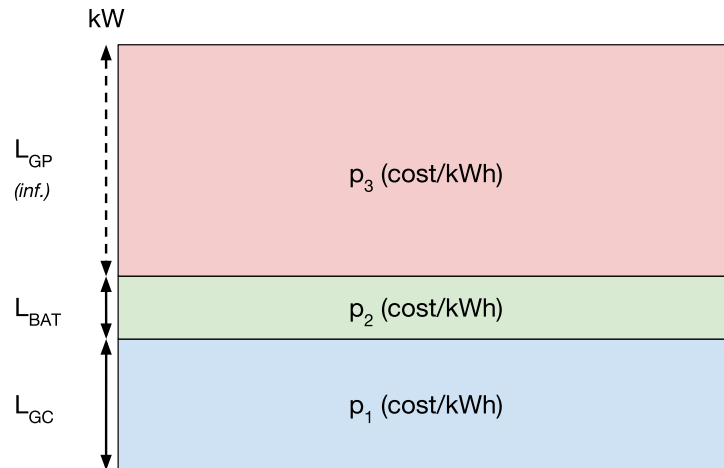 kW
L_GP
(inf.)
p_3 (cost/kWh)
L_BAT
p_2 (cost/kWh)
L_GC
p_1 (cost/kWh)